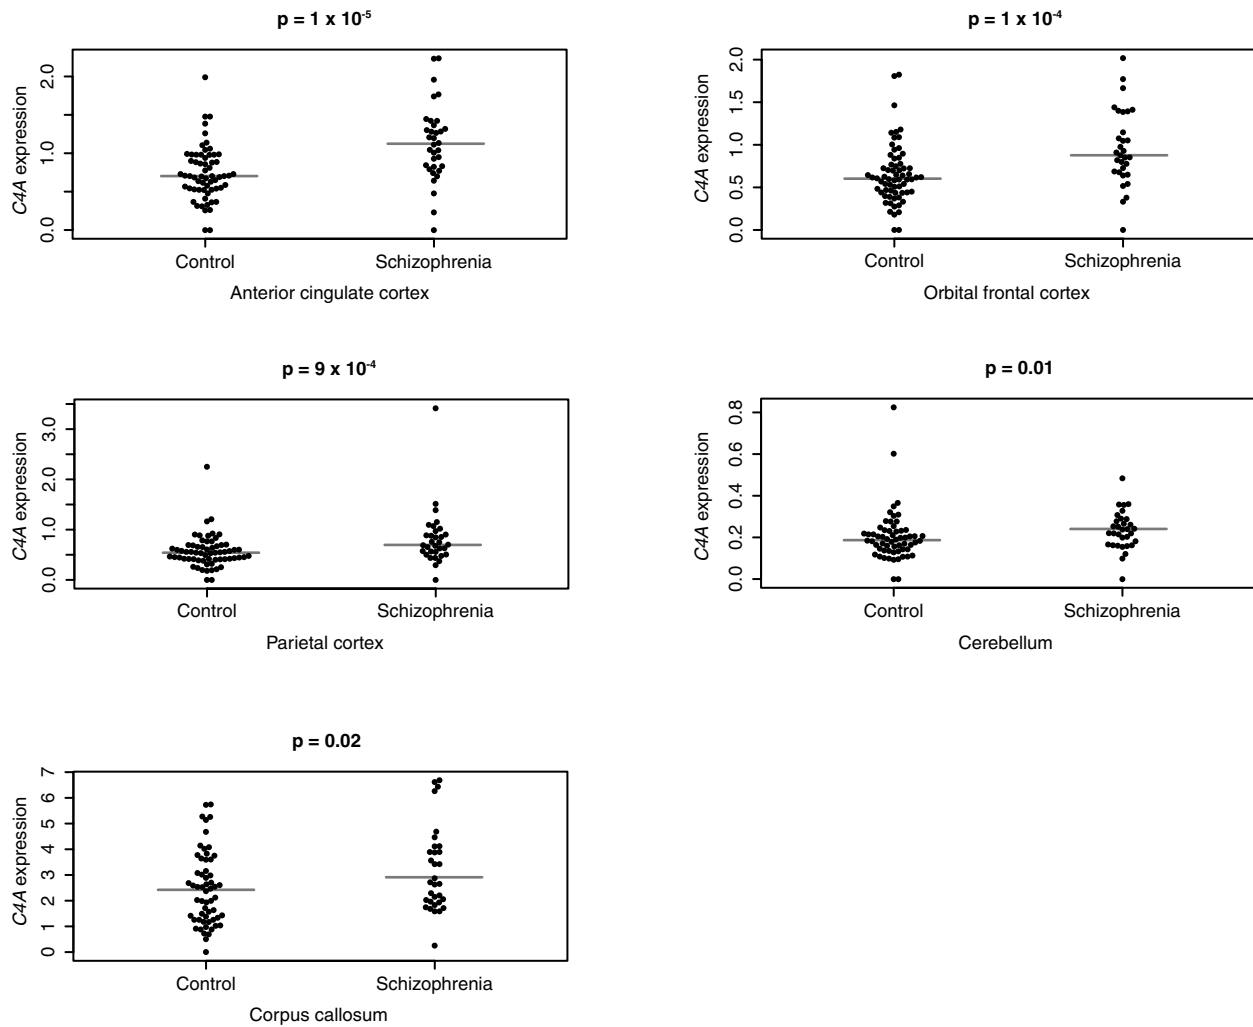 p = 1 x 10⁻⁵
C4A expression
2.0
1.0
0.0
Control
Schizophrenia
Anterior cingulate cortex
p = 1 x 10⁻⁴
C4A expression
2.0
1.5
1.0
0.5
0.0
Control
Schizophrenia
Orbital frontal cortex
p = 9 x 10⁻⁴
C4A expression
3.0
2.0
1.0
0.0
Control
Schizophrenia
Parietal cortex
p = 0.01
C4A expression
0.8
0.6
0.4
0.2
0.0
Control
Schizophrenia
Cerebellum
p = 0.02
C4A expression
7
6
5
4
3
2
1
0
Control
Schizophrenia
Corpus callosum